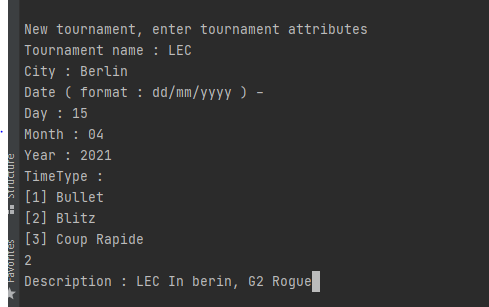 New tournament, enter tournament attributes
Tournament name : LEC
City : Berlin
Date ( format : dd/mm/yyyy ) -
Day : 15
Month : 04
Year : 2021
TimeType :
[1] Bullet
[2] Blitz
[3] Coup Rapide
2
Description : LEC In berin, G2 Rogue
Structure
Favorites